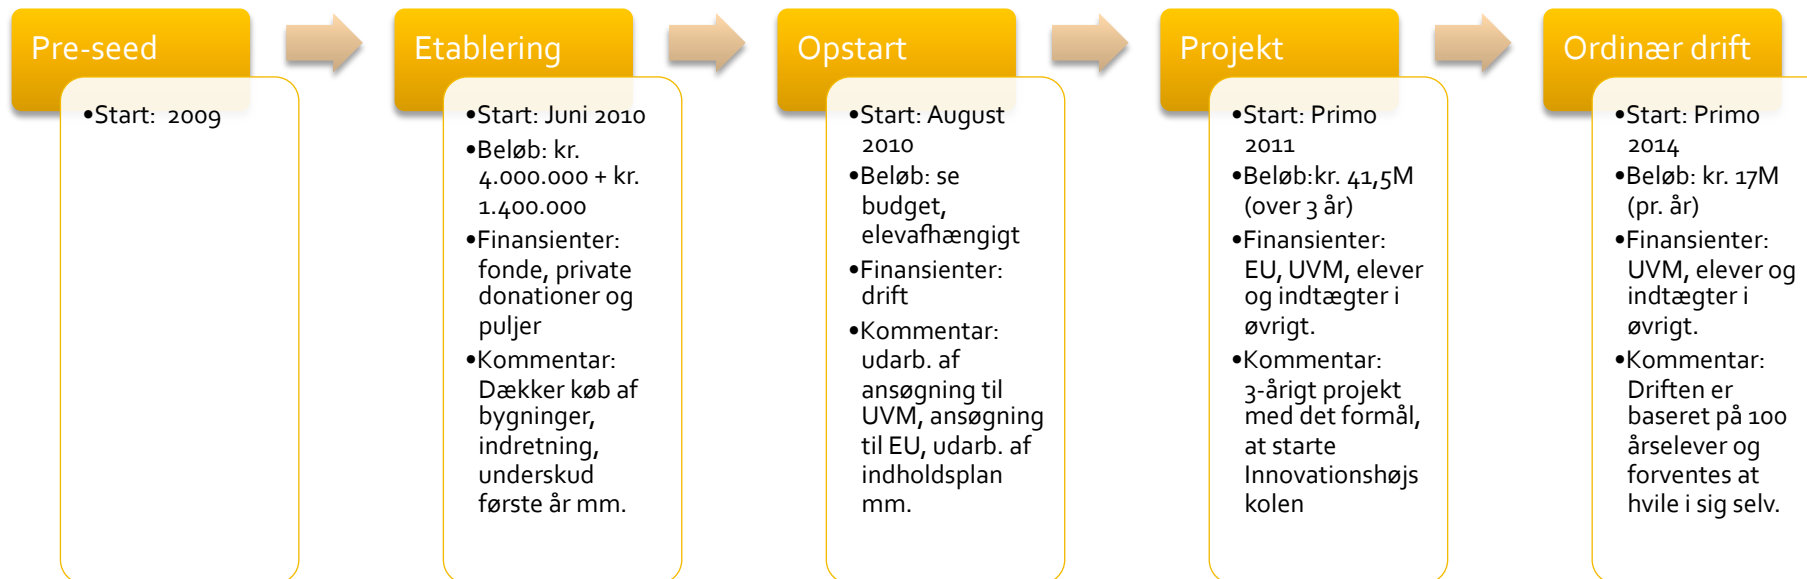 Pre-seed
•Start:  2009
Etablering
•Start: Juni 2010
•Beløb: kr.
4.000.000 + kr.
1.400.000
•Finansienter:
fonde, private
donationer og
puljer
•Kommentar:
Dækker køb af
bygninger,
indretning,
underskud
første år mm.
Opstart
•Start: August
2010
•Beløb: se
budget,
elevafhængigt
•Finansienter:
drift
•Kommentar:
udarb. af
ansøgning til
UVM, ansøgning
til EU, udarb. af
indholdsplan
mm.
Projekt
•Start: Primo
2011
•Beløb:kr. 41,5M
(over 3 år)
•Finansienter:
EU, UVM, elever
og indtægter i
øvrigt.
•Kommentar:
3-årigt projekt
med det formål,
at starte
Innovationshøjs
kolen
Ordinær drift
•Start: Primo
2014
•Beløb: kr. 17M
(pr. år)
•Finansienter:
UVM, elever og
indtægter i
øvrigt.
•Kommentar:
Driften er
baseret på 100
årselever og
forventes at
hvile i sig selv.